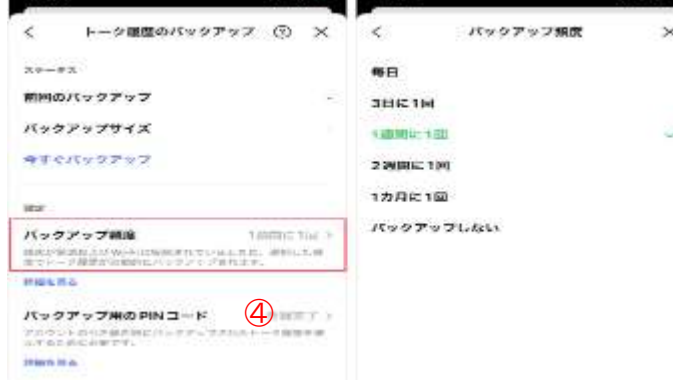 トーク履歴のバックアップ
ステータス
前回のバックアップ
-
バックアップサイズ
-
今すぐバックアップ
設定
バックアップ頻度
1週間に1回 >
詳細を見る
バックアップ用のPINコード
④
詳細を見る
バックアップ頻度
毎日
3日に1回
1週間に1回
2週間に1回
1カ月に1回
バックアップしない